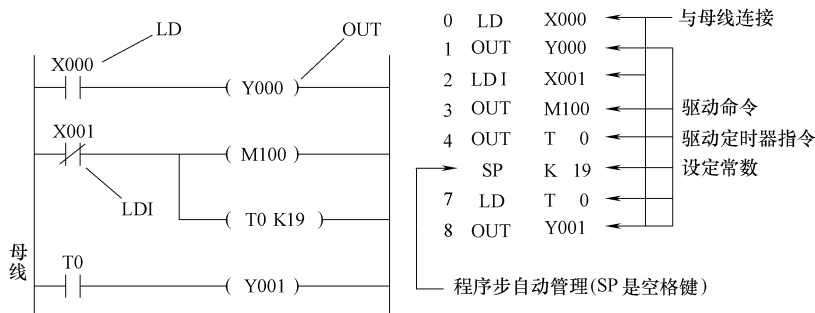 LD
OUT
X000
Y000
X001
M100
LDI
T0 K19
母线
T0
Y001
0 LD X000 与母线连接
1 OUT Y000
2 LDI X001
3 OUT M100 驱动命令
4 OUT T 0 驱动定时器指令
SP K 19 设定常数
7 LD T 0
8 OUT Y001
程序步自动管理(SP是空格键)